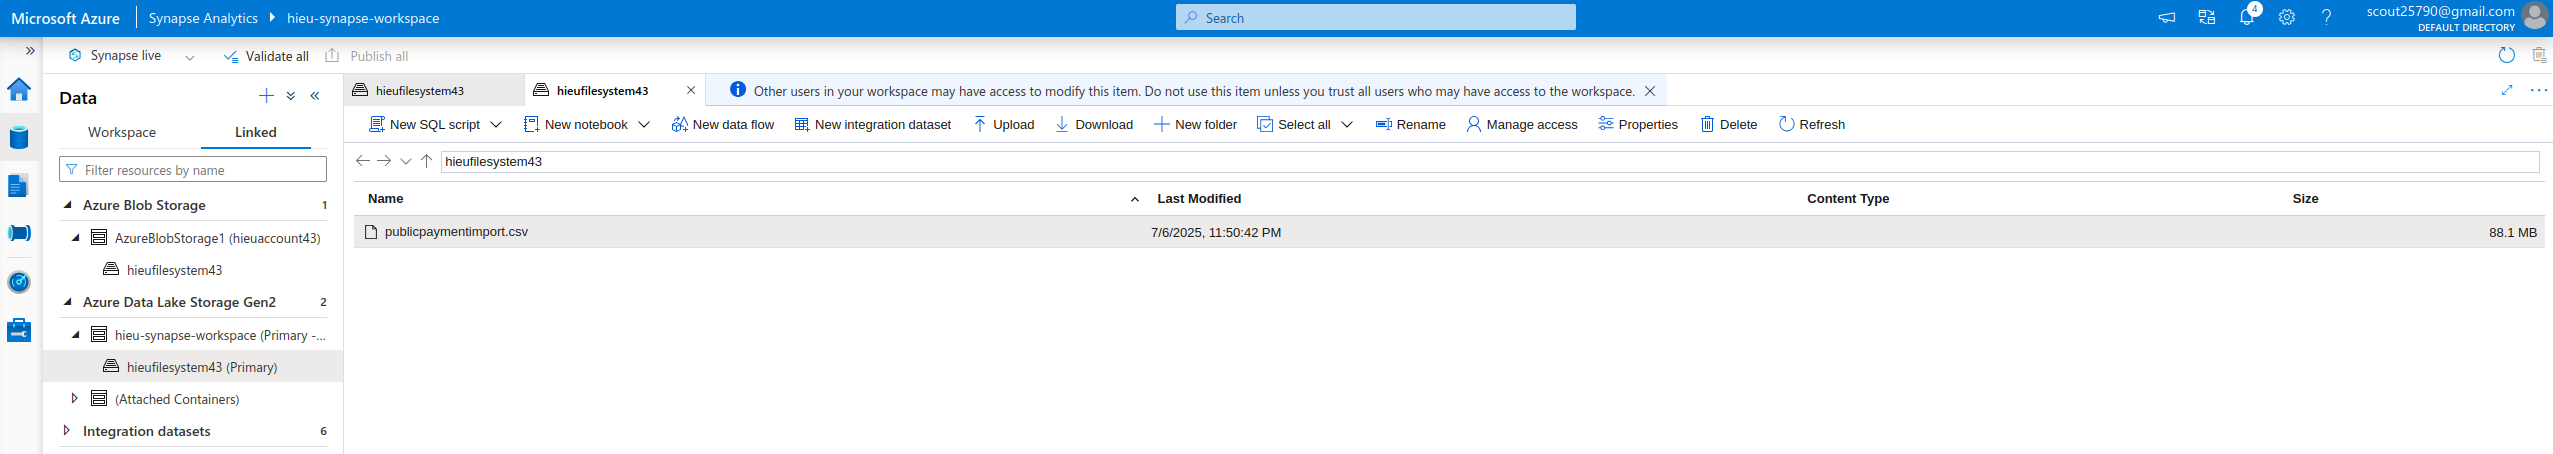 Microsoft Azure Synapse Analytics hieu-synapse-workspace Search 4 scout25790@gmail.com
DEFAULT DIRECTORY
Synapse live Validate all Publish all
Data
Workspace Linked
Filter resources by name
Azure Blob Storage 1
AzureBlobStorage1 (hieuaccount43)
hieufilesystem43
Azure Data Lake Storage Gen2 2
hieu-synapse-workspace (Primary -...
hieufilesystem43 (Primary)
(Attached Containers)
Integration datasets 6
hieufilesystem43 hieufilesystem43 Other users in your workspace may have access to modify this item. Do not use this item unless you trust all users who may have access to the workspace.
New SQL script New notebook New data flow New integration dataset Upload Download New folder Select all Rename Manage access Properties Delete Refresh
hieufilesystem43
Name Last Modified Content Type Size
publicpaymentimport.csv 7/6/2025, 11:50:42 PM 88.1 MB